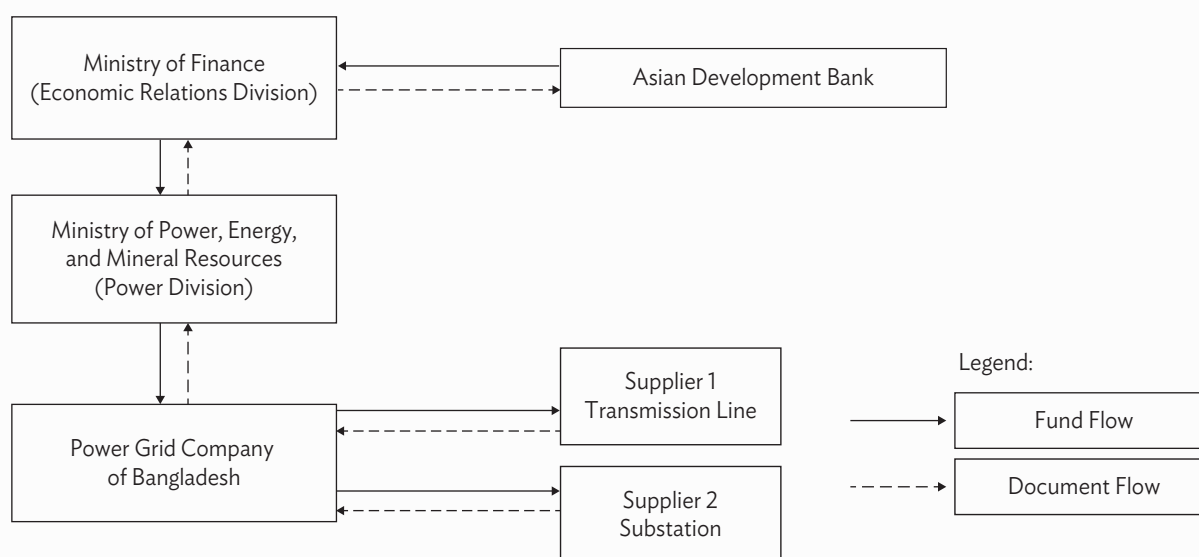 Ministry of Finance
(Economic Relations Division)
Asian Development Bank
Ministry of Power, Energy,
and Mineral Resources
(Power Division)
Power Grid Company
of Bangladesh
Supplier 1
Transmission Line
Supplier 2
Substation
Legend:
Fund Flow
Document Flow